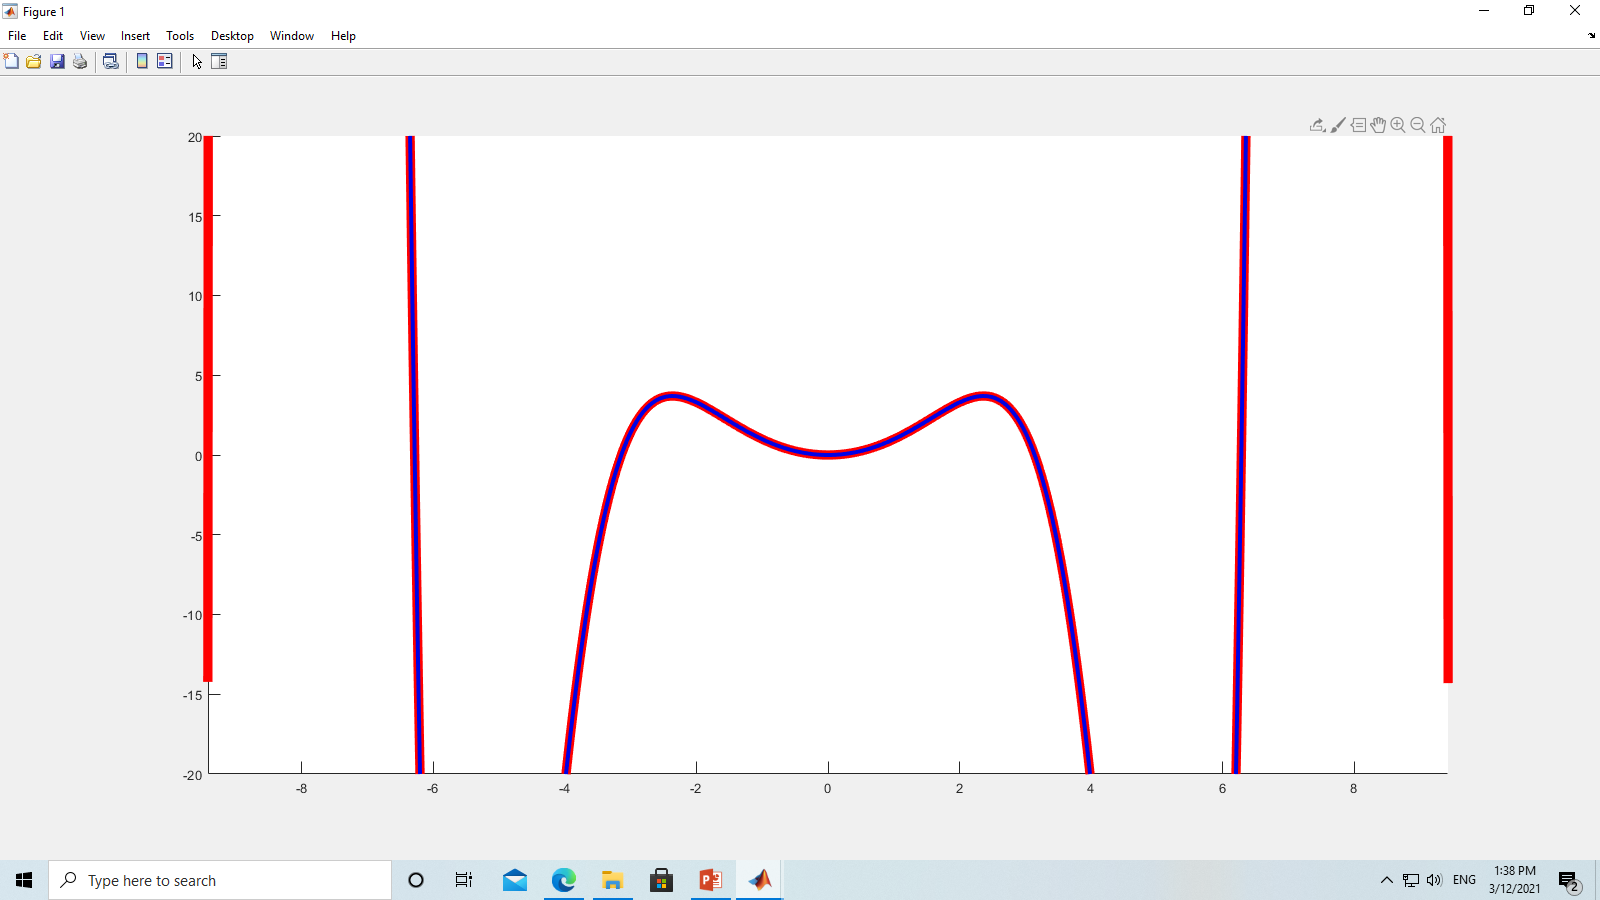 Figure 1
File Edit View Insert Tools Desktop Window Help
20
15
10
5
0
-5
-10
-15
-20
-8 -6 -4 -2 0 2 4 6 8
Type here to search
ENG
1:38 PM
3/12/2021
2